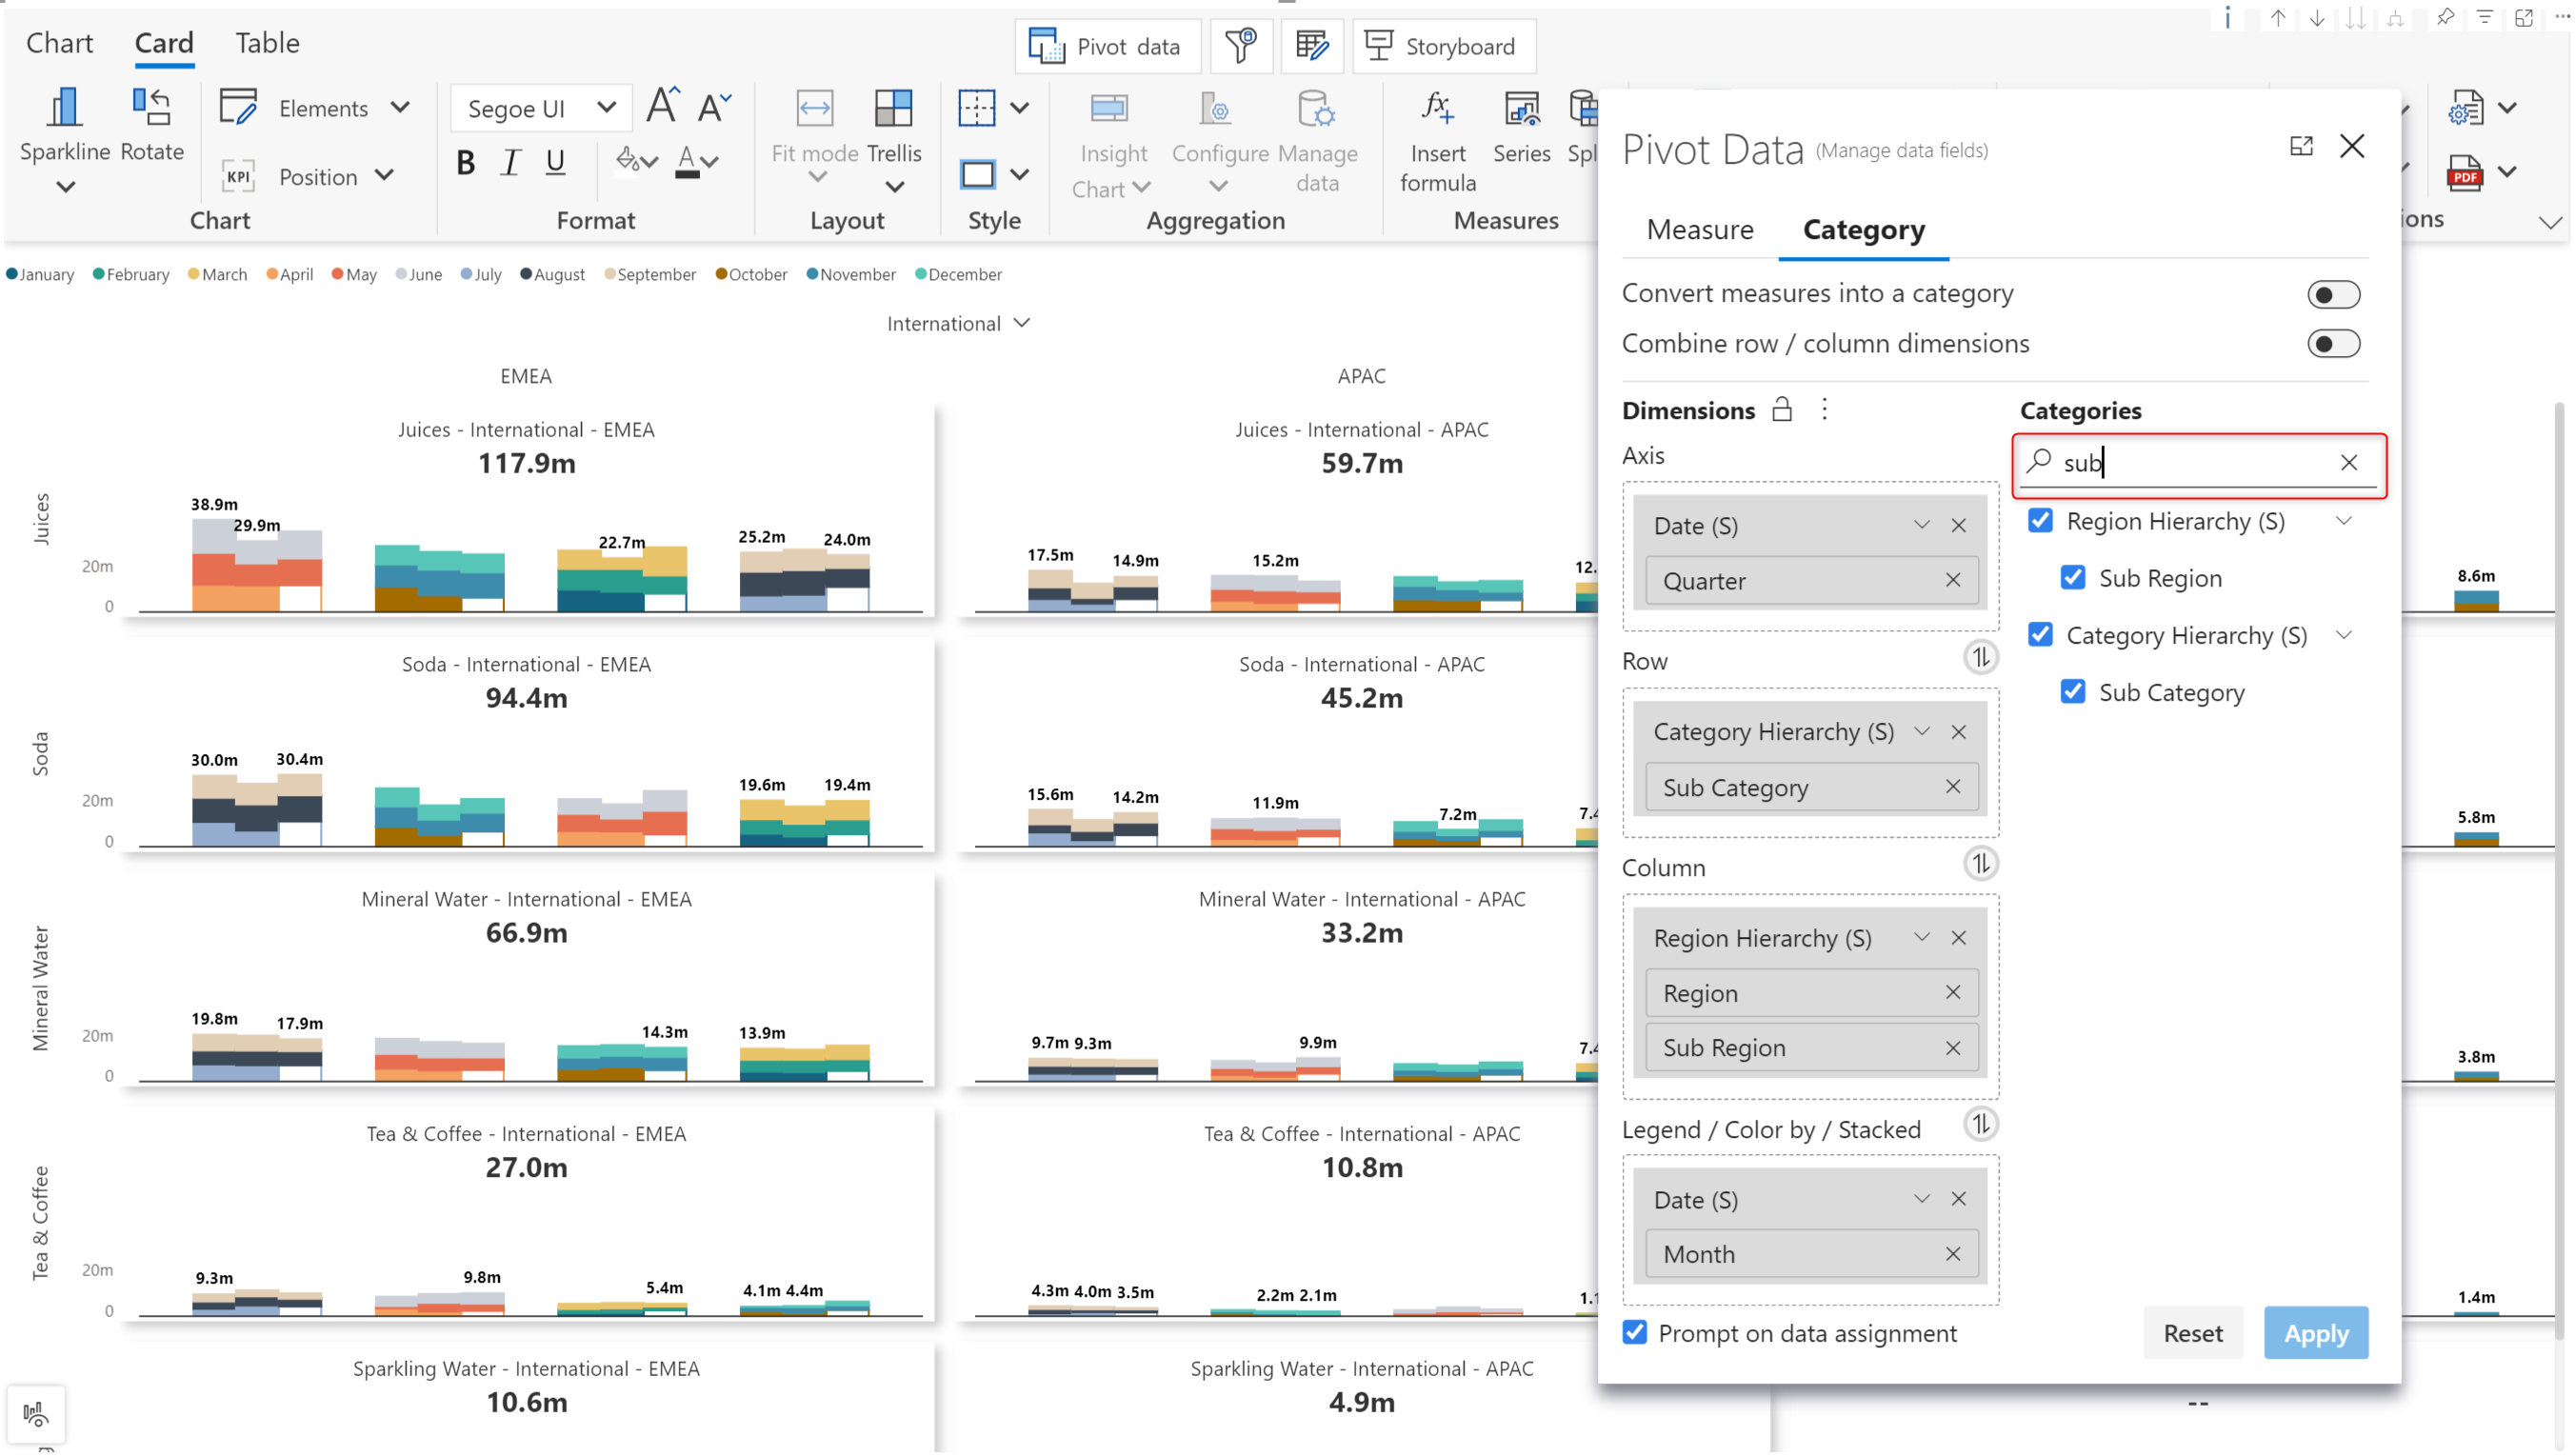 Chart Card Table
Pivot data Storyboard
Sparkline Rotate
Elements
KPI Position
Segoe UI A A
B I U A
Fit mode Trellis
Insight Chart
Configure
Manage data
fx Insert formula
Series
Spl
PDF
Chart Format Layout Style Aggregation Measures ions
January February March April May June July August September October November December
International
EMEA APAC
Juices
Juices - International - EMEA
117.9m
38.9m 29.9m 22.7m 25.2m 24.0m
20m
0
Juices - International - APAC
59.7m
17.5m 14.9m 15.2m 12.
8.6m
Soda
Soda - International - EMEA
94.4m
30.0m 30.4m 19.6m 19.4m
20m
0
Soda - International - APAC
45.2m
15.6m 14.2m 11.9m 7.2m 7.4
5.8m
Mineral Water
Mineral Water - International - EMEA
66.9m
19.8m 17.9m 14.3m 13.9m
20m
0
Mineral Water - International - APAC
33.2m
9.7m 9.3m 9.9m 7.4
3.8m
Tea & Coffee
Tea & Coffee - International - EMEA
27.0m
9.3m 9.8m 5.4m 4.1m 4.4m
20m
0
Tea & Coffee - International - APAC
10.8m
4.3m 4.0m 3.5m 2.2m 2.1m 1.1
1.4m
Sparkling Water - International - EMEA
10.6m
Sparkling Water - International - APAC
4.9m
--
Pivot Data (Manage data fields)
Measure Category
Convert measures into a category
Combine row / column dimensions
Dimensions
Axis
Date (S)
Quarter
Row
Category Hierarchy (S)
Sub Category
Column
Region Hierarchy (S)
Region
Sub Region
Legend / Color by / Stacked
Date (S)
Month
Categories
sub
Region Hierarchy (S)
Sub Region
Category Hierarchy (S)
Sub Category
Prompt on data assignment
Reset Apply